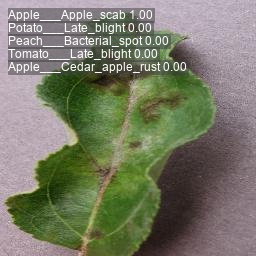 Apple___Apple_scab 1.00
Potato___Late_blight 0.00
Peach___Bacterial_spot 0.00
Tomato___Late_blight 0.00
Apple___Cedar_apple_rust 0.00